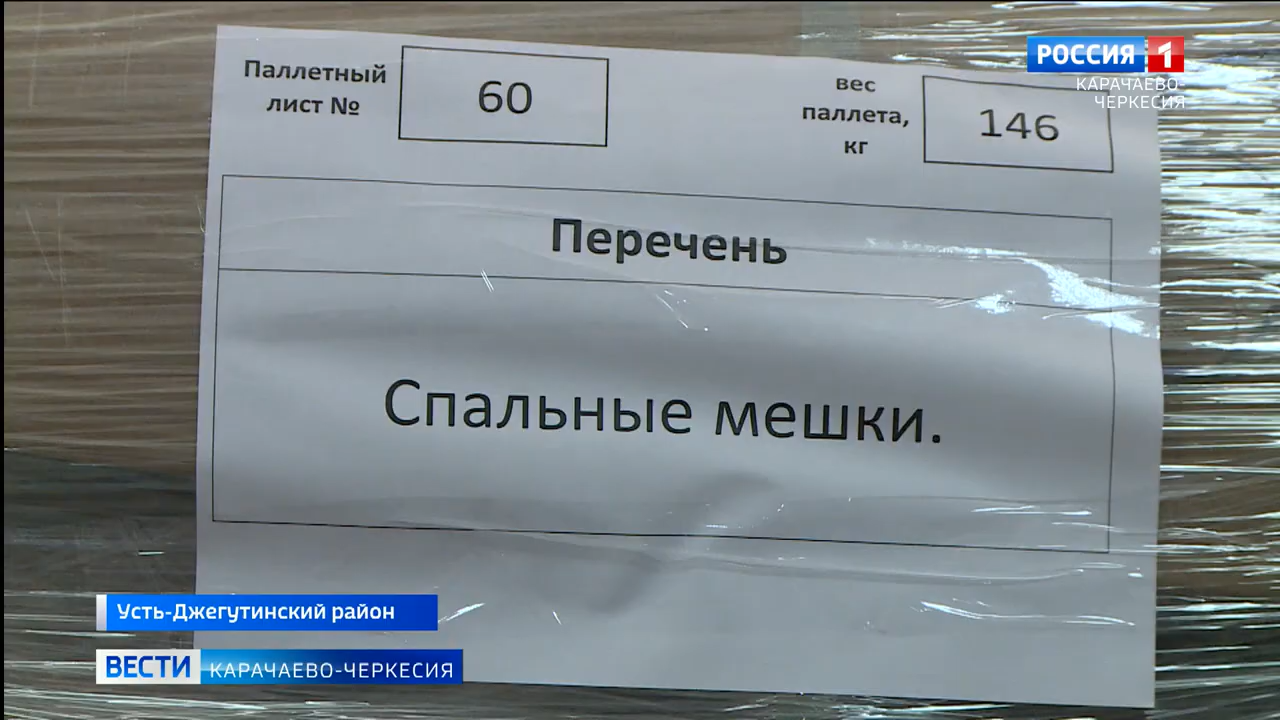 Паллетный
лист №
60
вес
паллета,
кг
146
РОССИЯ 1
КАРАЧАЕВО-
ЧЕРКЕСИЯ
Перечень
Спальные мешки.
Усть-Джегутинский район
ВЕСТИ КАРАЧАЕВО-ЧЕРКЕСИЯ